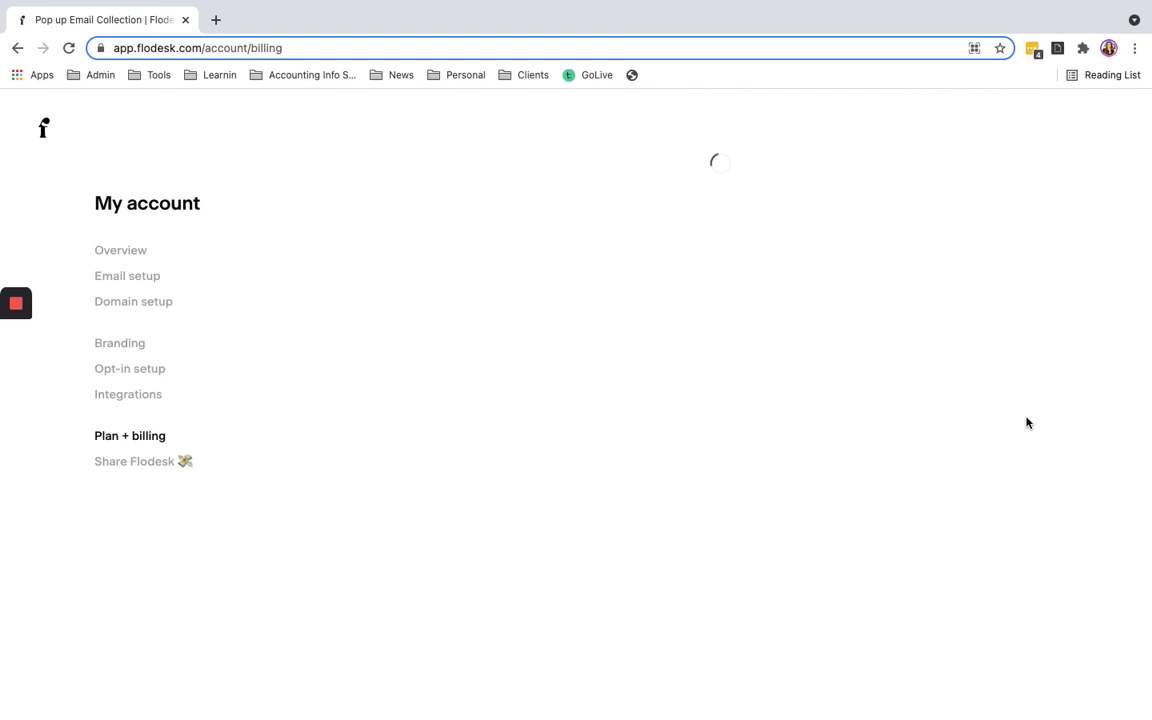 Pop up Email Collection | Flode
app.flodesk.com/account/billing
4
Apps
Admin
Tools
Learnin
Accounting Info S...
News
Personal
Clients
t:
GoLive
Reading List
f
My account
Overview
Email setup
Domain setup
Branding
Opt-in setup
Integrations
Plan + billing
Share Flodesk 💸